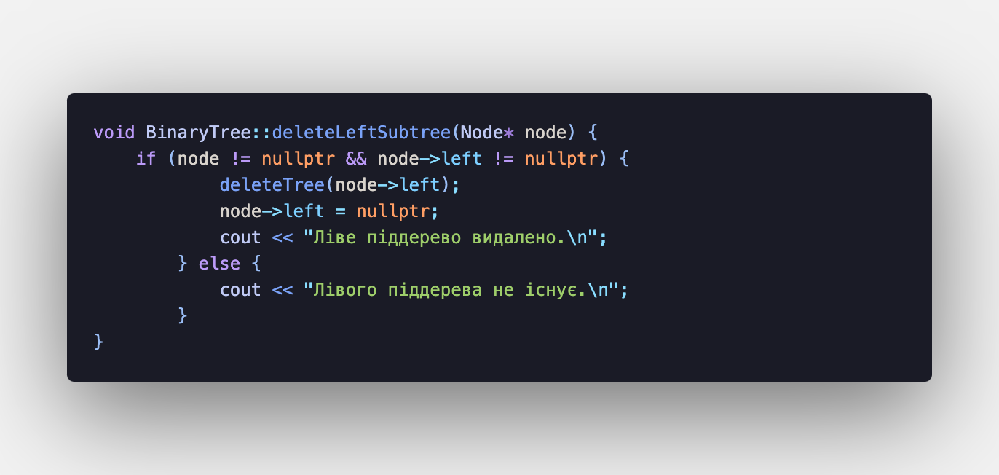 void BinaryTree::deleteLeftSubtree(Node* node) {
    if (node != nullptr && node->left != nullptr) {
            deleteTree(node->left);
            node->left = nullptr;
            cout << "Ліве піддерево видалено.\n";
        } else {
            cout << "Лівого піддерева не існує.\n";
        }
}